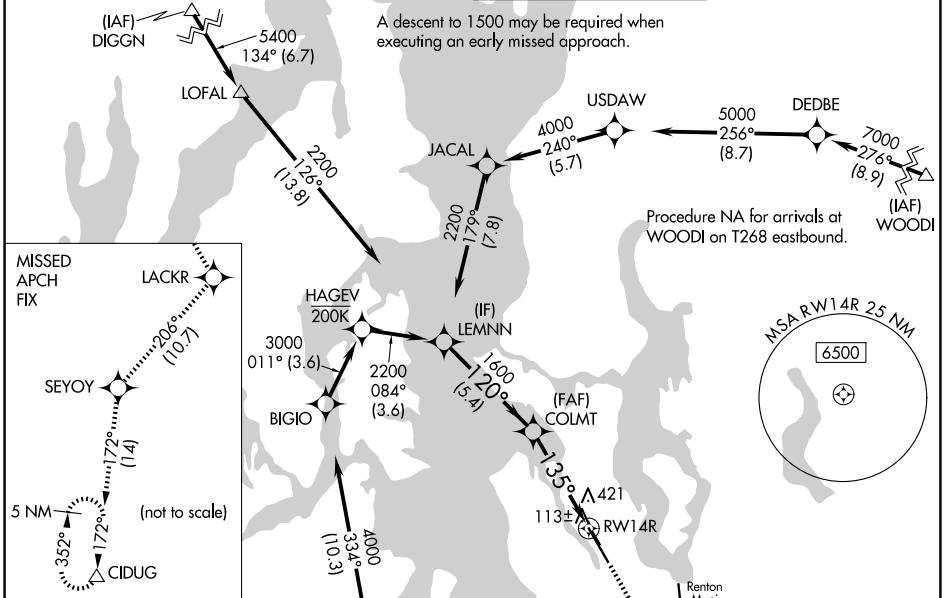 (IAF)
DIGGN
5400
134° (6.7)
A descent to 1500 may be required when
executing an early missed approach.
LOFAL
USDAW
DEDBE
5000
256°
(8.7)
4000
240°
(5.7)
7000
276°
(8.9)
JACAL
2200
126°
(13.8)
(IAF)
WOODI
2200
179°
(7.8)
Procedure NA for arrivals at
WOODI on T268 eastbound.
MISSED
APCH
FIX
LACKR
206°
(10.7)
SEYOY
172°
(14)
5 NM
(not to scale)
352°
172°
CIDUG
HAGEV
200K
(IF)
LEMNN
3000
011° (3.6)
2200
084°
(3.6)
1600
120°
(5.4)
BIGIO
(FAF)
COLMT
135°
421
113±
RW14R
4000
334°
(10.3)
MSA RW14R 25 NM
6500
Renton